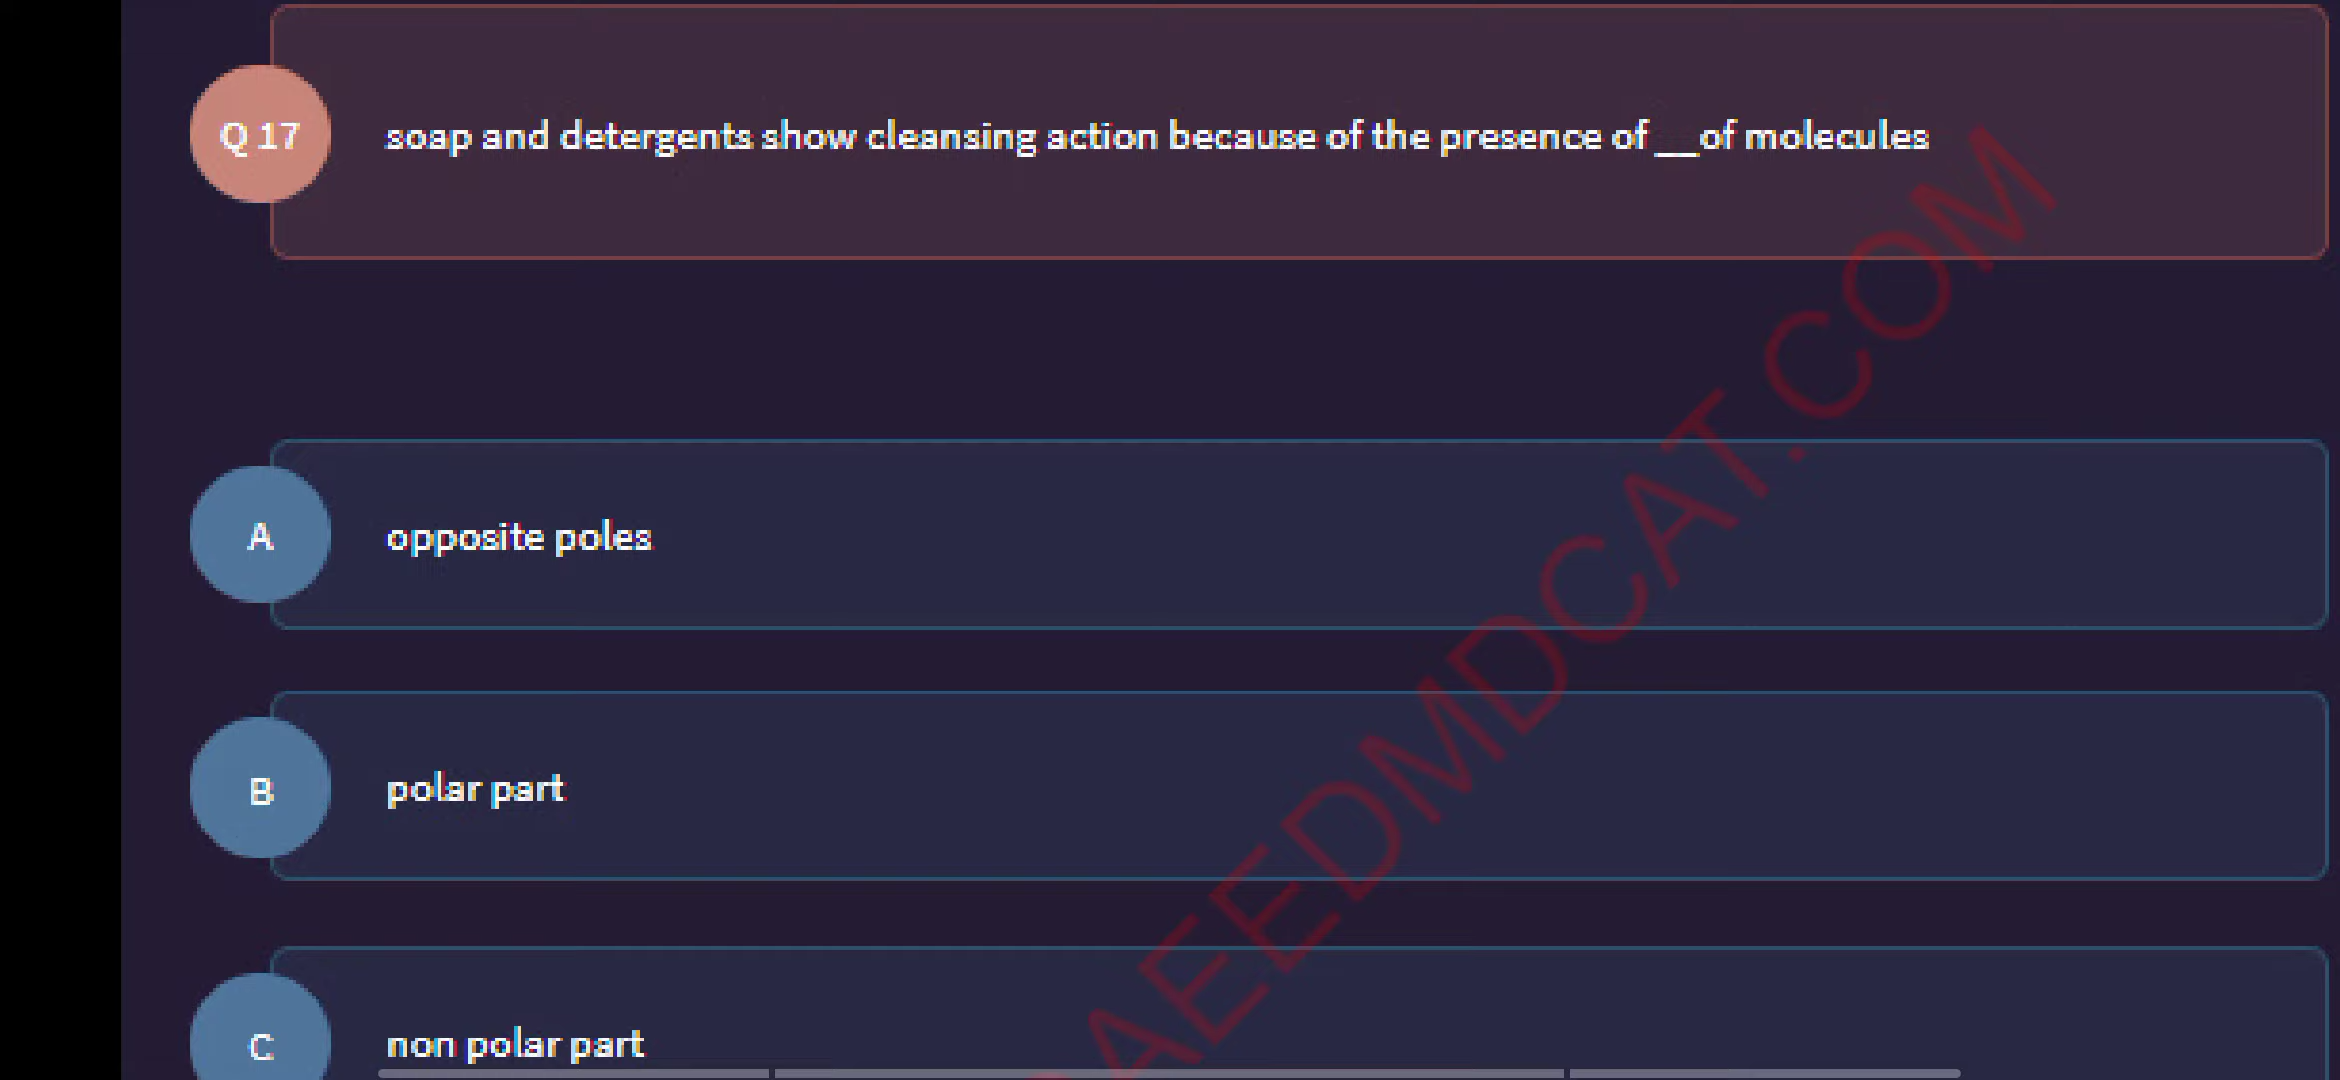 Q 17
soap and detergents show cleansing action because of the presence of __of molecules
A
opposite poles
B
polar part
C
non polar part
AEEDMDCAT.COM